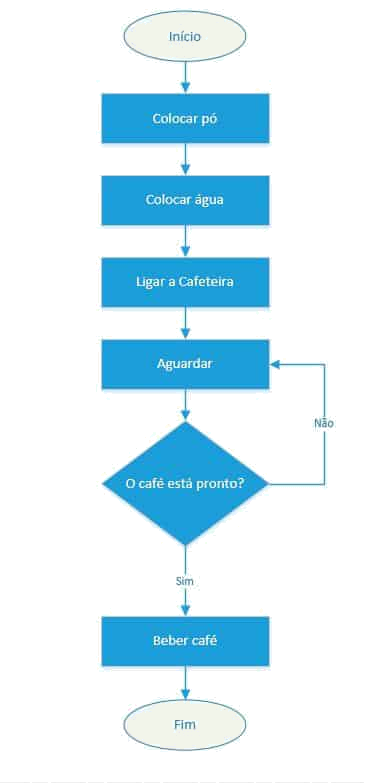 Início
Colocar pó
Colocar água
Ligar a Cafeteira
Aguardar
Não
O café está pronto?
Sim
Beber café
Fim